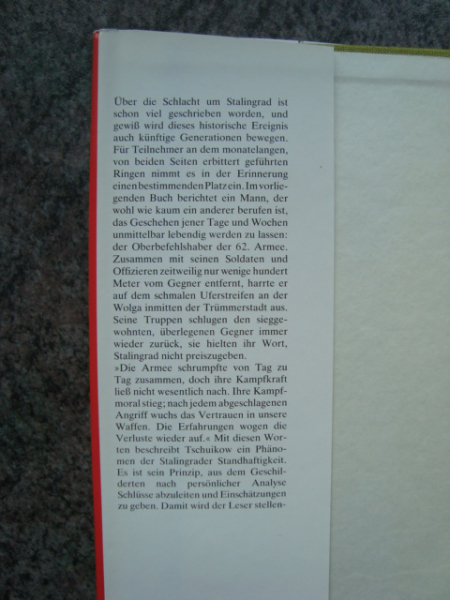 Über die Schlacht um Stalingrad ist
schon viel geschrieben worden, und
gewiß wird dieses historische Ereignis
auch künftige Generationen bewegen.
Für Teilnehmer an dem monatelangen,
von beiden Seiten erbittert geführten
Ringen nimmt es in der Erinnerung
einen bestimmenden Platz ein. Im vorlie-
genden Buch berichtet ein Mann, der
wohl wie kaum ein anderer berufen ist,
das Geschehen jener Tage und Wochen
unmittelbar lebendig werden zu lassen:
der Oberbefehlshaber der 62. Armee.
Zusammen mit seinen Soldaten und
Offizieren zeitweilig nur wenige hundert
Meter vom Gegner entfernt, harrte er
auf dem schmalen Uferstreifen an der
Wolga inmitten der Trümmerstadt aus.
Seine Truppen schlugen den siegge-
wohnten, überlegenen Gegner immer
wieder zurück, sie hielten ihr Wort,
Stalingrad nicht preiszugeben.
»Die Armee schrumpfte von Tag zu
Tag zusammen, doch ihre Kampfkraft
ließ nicht wesentlich nach. Ihre Kampf-
moral stieg; nach jedem abgeschlagenen
Angriff wuchs das Vertrauen in unsere
Waffen. Die Erfahrungen wogen die
Verluste wieder auf.« Mit diesen Wor-
ten beschreibt Tschuikow ein Phäno-
men der Stalingrader Standhaftigkeit.
Es ist sein Prinzip, aus dem Geschil-
derten nach persönlicher Analyse
Schlüsse abzuleiten und Einschätzungen
zu geben. Damit wird der Leser stellen-